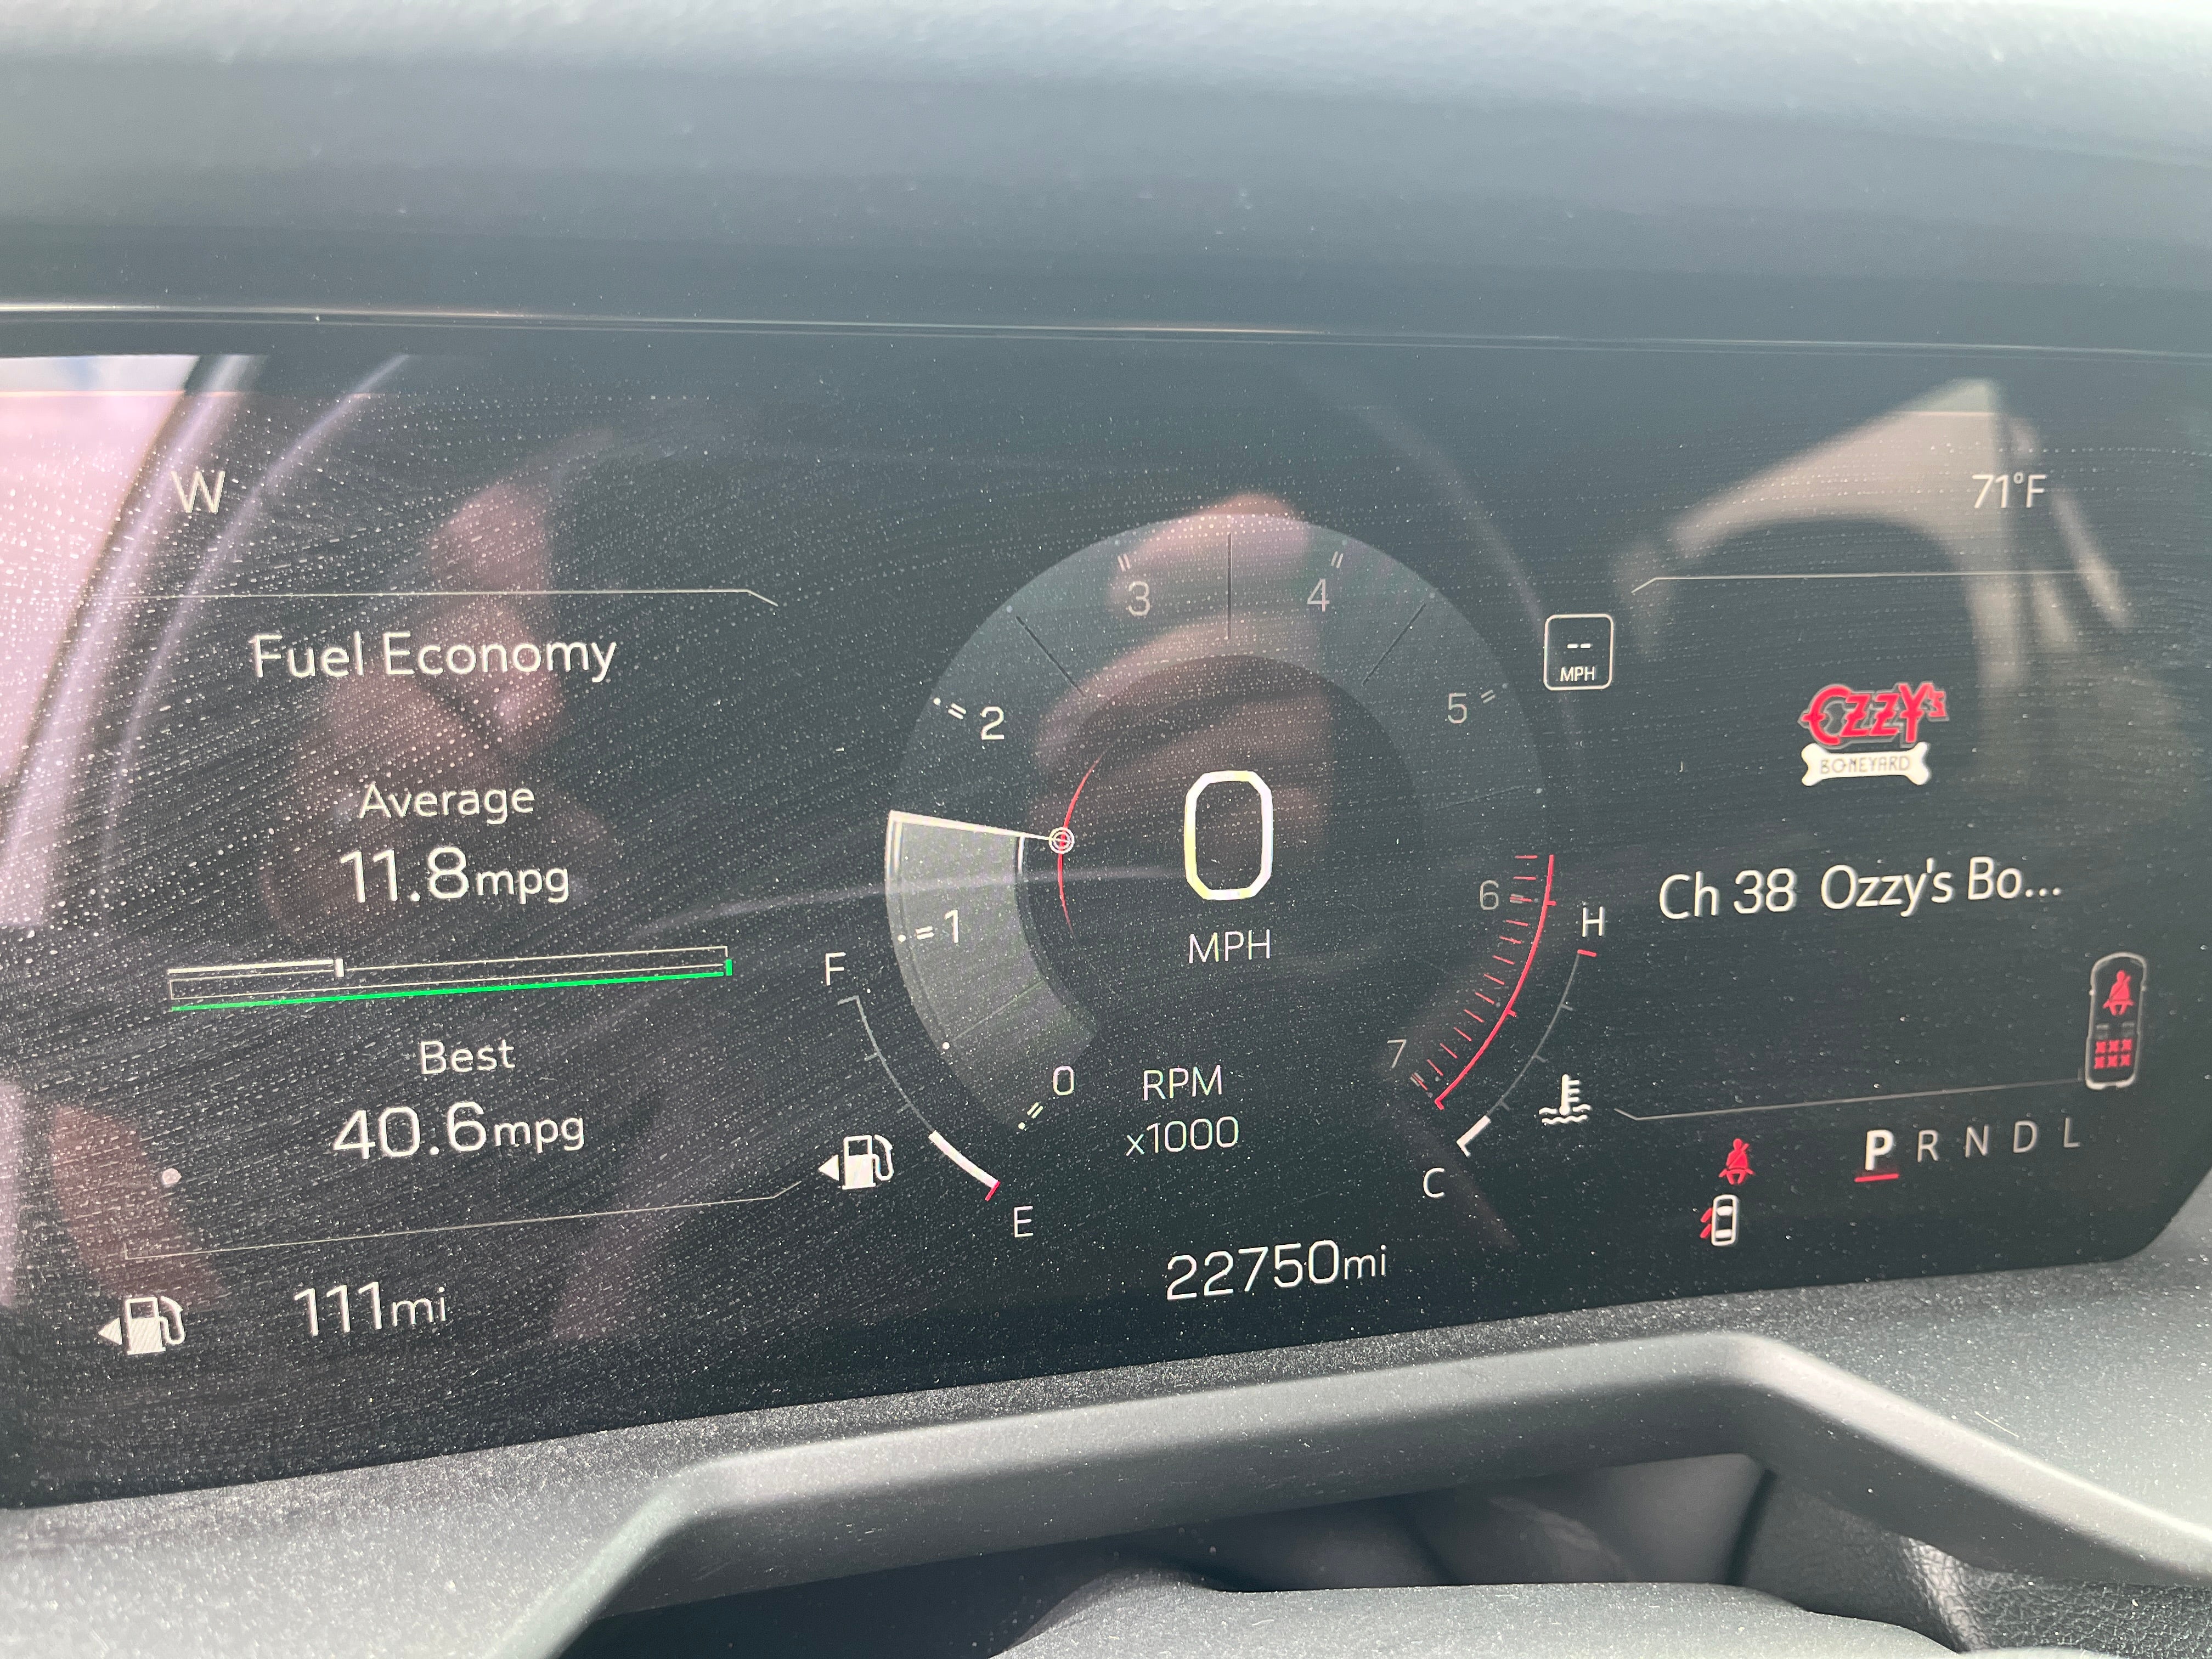 W
71°F
Fuel Economy
Average
11.8mpg
Best
40.6mpg
111mi
F
E
0
1
2
3
4
5
6
7
0
MPH
RPM
x1000
--
MPH
H
C
22750mi
OZZY's
BONEYARD
Ch 38 Ozzy's Bo...
P R N D L